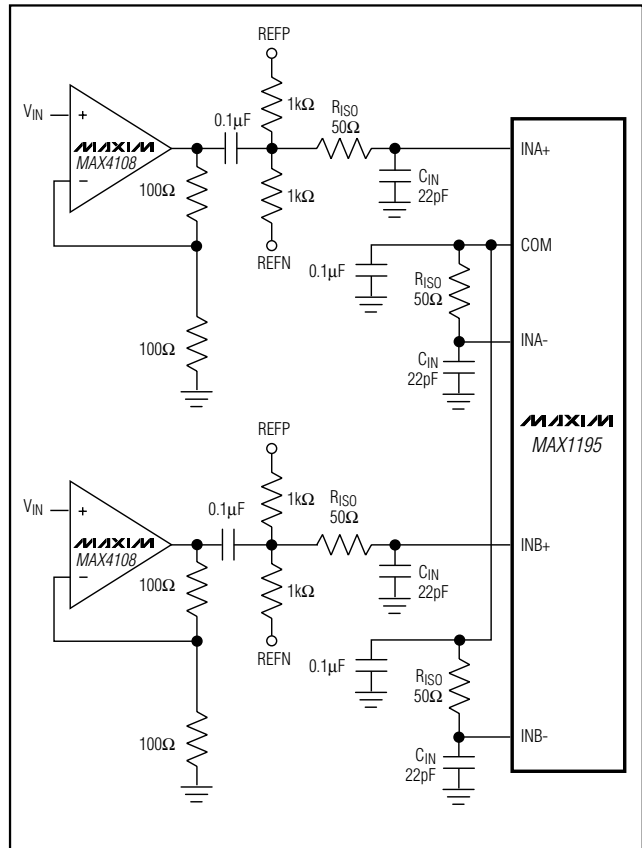 REFP
VIN
+
MAXIM
MAX4108
-
0.1µF
1kΩ
RISO
50Ω
INA+
100Ω
1kΩ
CIN
22pF
REFN
COM
0.1µF
RISO
50Ω
100Ω
INA-
CIN
22pF
MAXIM
MAX1195
REFP
VIN
+
MAXIM
MAX4108
-
0.1µF
1kΩ
RISO
50Ω
INB+
100Ω
1kΩ
CIN
22pF
REFN
0.1µF
RISO
50Ω
100Ω
INB-
CIN
22pF